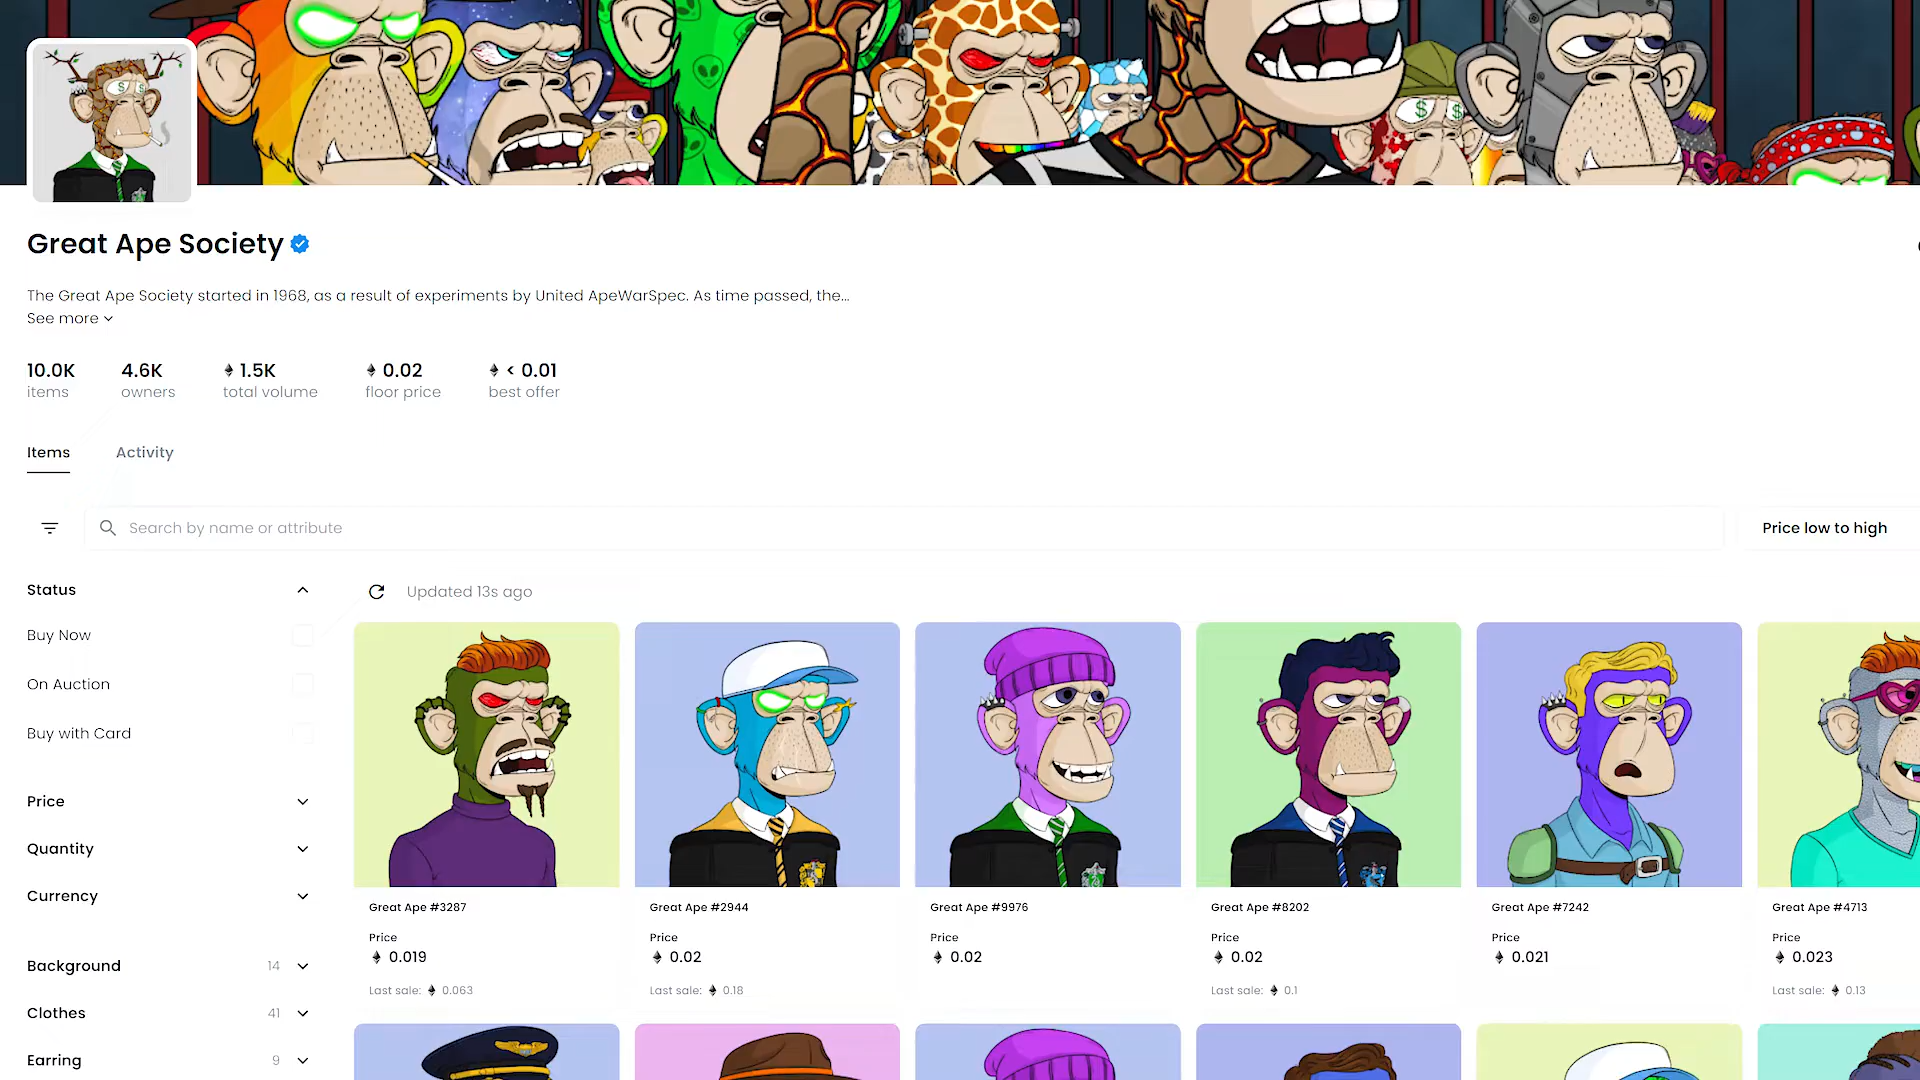 Great Ape Society
The Great Ape Society started in 1968, as a result of experiments by United ApeWarSpec. As time passed, the...
See more
10.0K 4.6K 1.5K 0.02 < 0.01
items owners total volume floor price best offer
Items Activity
Search by name or attribute Price low to high
Status Updated 13s ago
Buy Now
On Auction
Buy with Card
Price
Quantity
Currency
Background 14
Clothes 41
Earring 9
Great Ape #3287 Great Ape #2944 Great Ape #9976 Great Ape #8202 Great Ape #7242 Great Ape #4713
Price Price Price Price Price Price
0.019 0.02 0.02 0.02 0.021 0.023
Last sale: 0.063 Last sale: 0.18 Last sale: 0.1 Last sale: 0.13